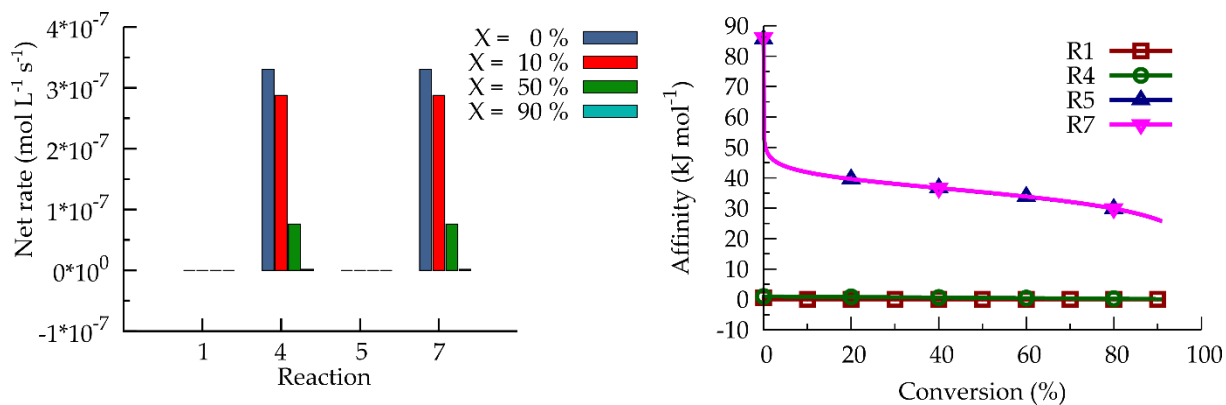 4*10⁻⁷
3*10⁻⁷
2*10⁻⁷
1*10⁻⁷
0*10⁰
-1*10⁻⁷
Net rate (mol L⁻¹ s⁻¹)
X = 0 %
X = 10 %
X = 50 %
X = 90 %
1 4 5 7
Reaction
90
80
70
60
50
40
30
20
10
0
-10
Affinity (kJ mol⁻¹)
R1
R4
R5
R7
0 20 40 60 80 100
Conversion (%)